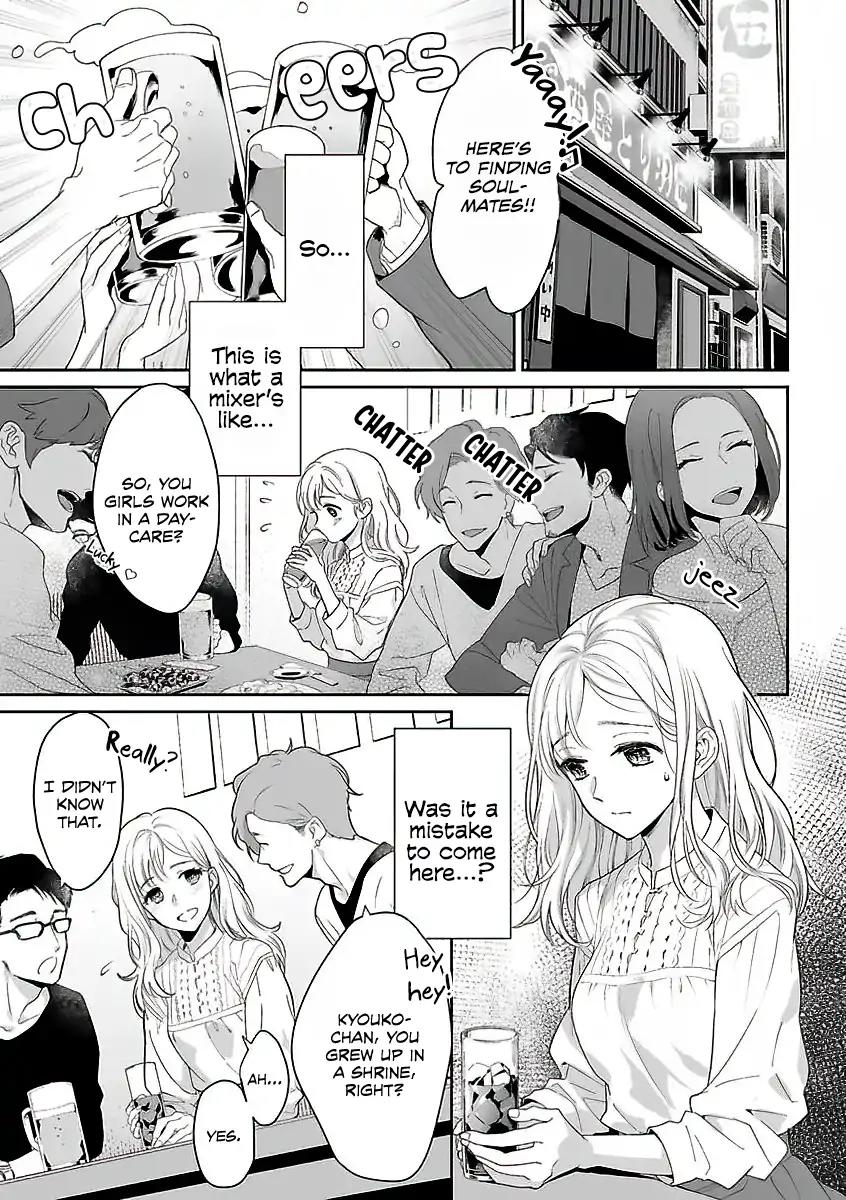 Yaaay!♫
HERE'S
TO FINDING
SOUL-
MATES!!
cheers
So...
This is
what a
mixer's
like...
CHATTER
CHATTER
jeez
SO, YOU
GIRLS WORK
IN A DAY-
CARE?
Lucky♡
Was it a
mistake
to come
here...?
Hey,
hey!
KYOUKO-
CHAN, YOU
GREW UP IN
A SHRINE,
RIGHT?
AH...
YES.
Really?
I DIDN'T
KNOW
THAT.